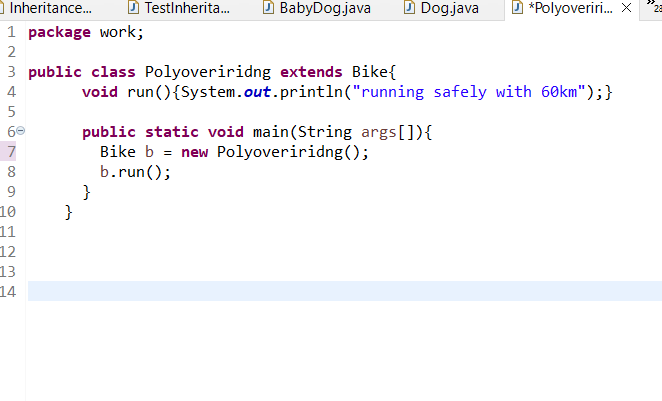 Inheritance... TestInherita... BabyDog.java Dog.java *Polyoveriri... »23
1 package work;
2
3 public class Polyoveriridng extends Bike{
4 void run(){System.out.println("running safely with 60km");}
5
6 public static void main(String args[]){
7 Bike b = new Polyoveriridng();
8 b.run();
9 }
10 }
11
12
13
14